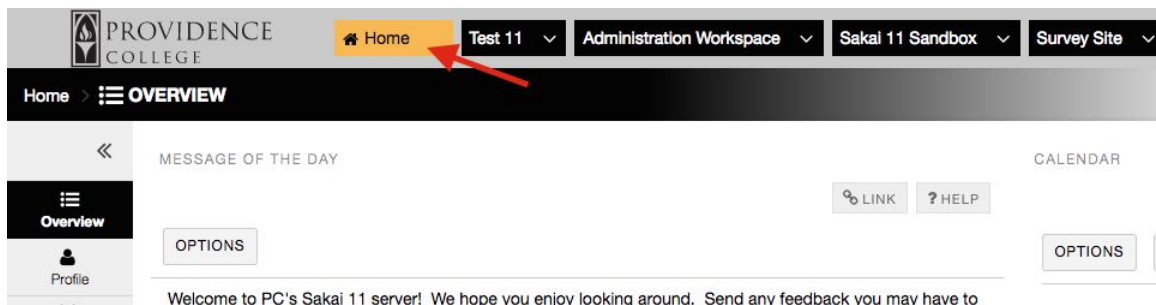 PROVIDENCE
COLLEGE
Home
Test 11
Administration Workspace
Sakai 11 Sandbox
Survey Site
Home > OVERVIEW
MESSAGE OF THE DAY
CALENDAR
Overview
LINK
? HELP
Profile
OPTIONS
OPTIONS
Welcome to PC's Sakai 11 server! We hope you enjoy looking around. Send any feedback you may have to